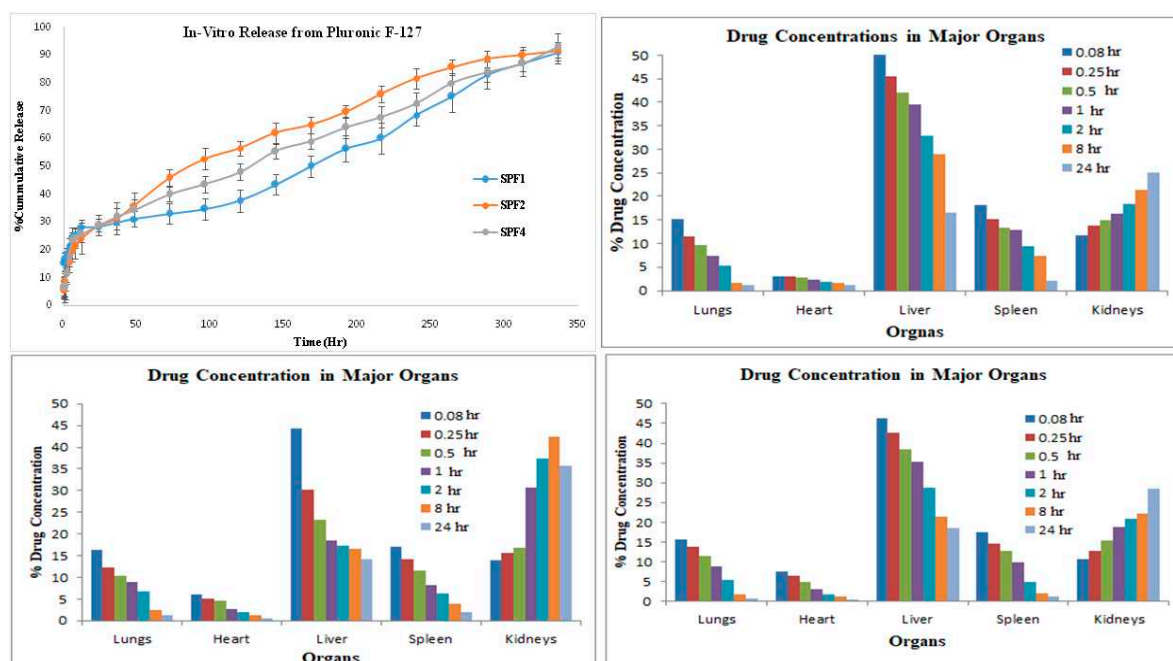 In-Vitro Release from Pluronic F-127
100
90
80
70
60
50
40
30
20
10
0
%Cummulative Release
SPF1
SPF2
SPF4
0 50 100 150 200 250 300 350
Time (Hr)
Drug Concentrations in Major Organs
50
45
40
35
30
25
20
15
10
5
0
% Drug Concentration
0.08 hr
0.25 hr
0.5 hr
1 hr
2 hr
8 hr
24 hr
Lungs Heart Liver Spleen Kidneys
Orgnas
Drug Concentration in Major Organs
50
45
40
35
30
25
20
15
10
5
0
% Drug Concentration
0.08 hr
0.25 hr
0.5 hr
1 hr
2 hr
8 hr
24 hr
Lungs Heart Liver Spleen Kidneys
Organs
Drug Concentration in Major Organs
50
45
40
35
30
25
20
15
10
5
0
% Drug Concentration
0.08 hr
0.25 hr
0.5 hr
1 hr
2 hr
8 hr
24 hr
Lungs Heart Liver Spleen Kidneys
Organs